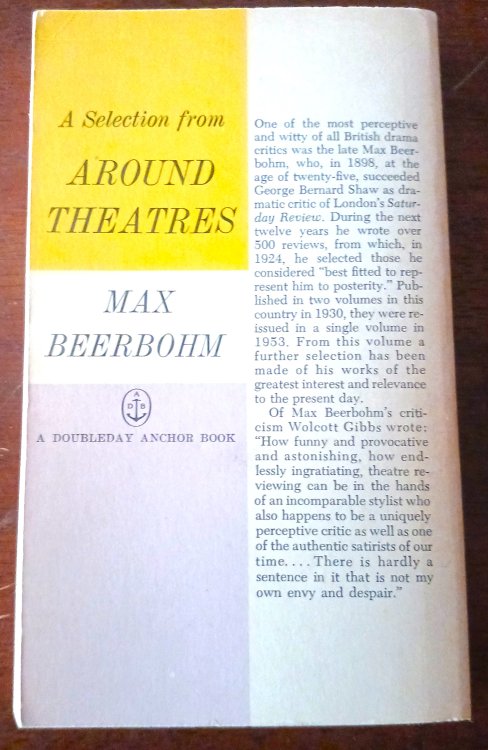 A Selection from
AROUND
THEATRES
MAX
BEERBOHM
A
D B
A DOUBLEDAY ANCHOR BOOK
One of the most perceptive
and witty of all British drama
critics was the late Max Beer-
bohm, who, in 1898, at the
age of twenty-five, succeeded
George Bernard Shaw as dra-
matic critic of London's Satur-
day Review. During the next
twelve years he wrote over
500 reviews, from which, in
1924, he selected those he
considered "best fitted to rep-
resent him to posterity." Pub-
lished in two volumes in this
country in 1930, they were re-
issued in a single volume in
1953. From this volume a
further selection has been
made of his works of the
greatest interest and relevance
to the present day.
Of Max Beerbohm's criti-
cism Wolcott Gibbs wrote:
"How funny and provocative
and astonishing, how end-
lessly ingratiating, theatre re-
viewing can be in the hands
of an incomparable stylist who
also happens to be a uniquely
perceptive critic as well as one
of the authentic satirists of our
time.... There is hardly a
sentence in it that is not my
own envy and despair."